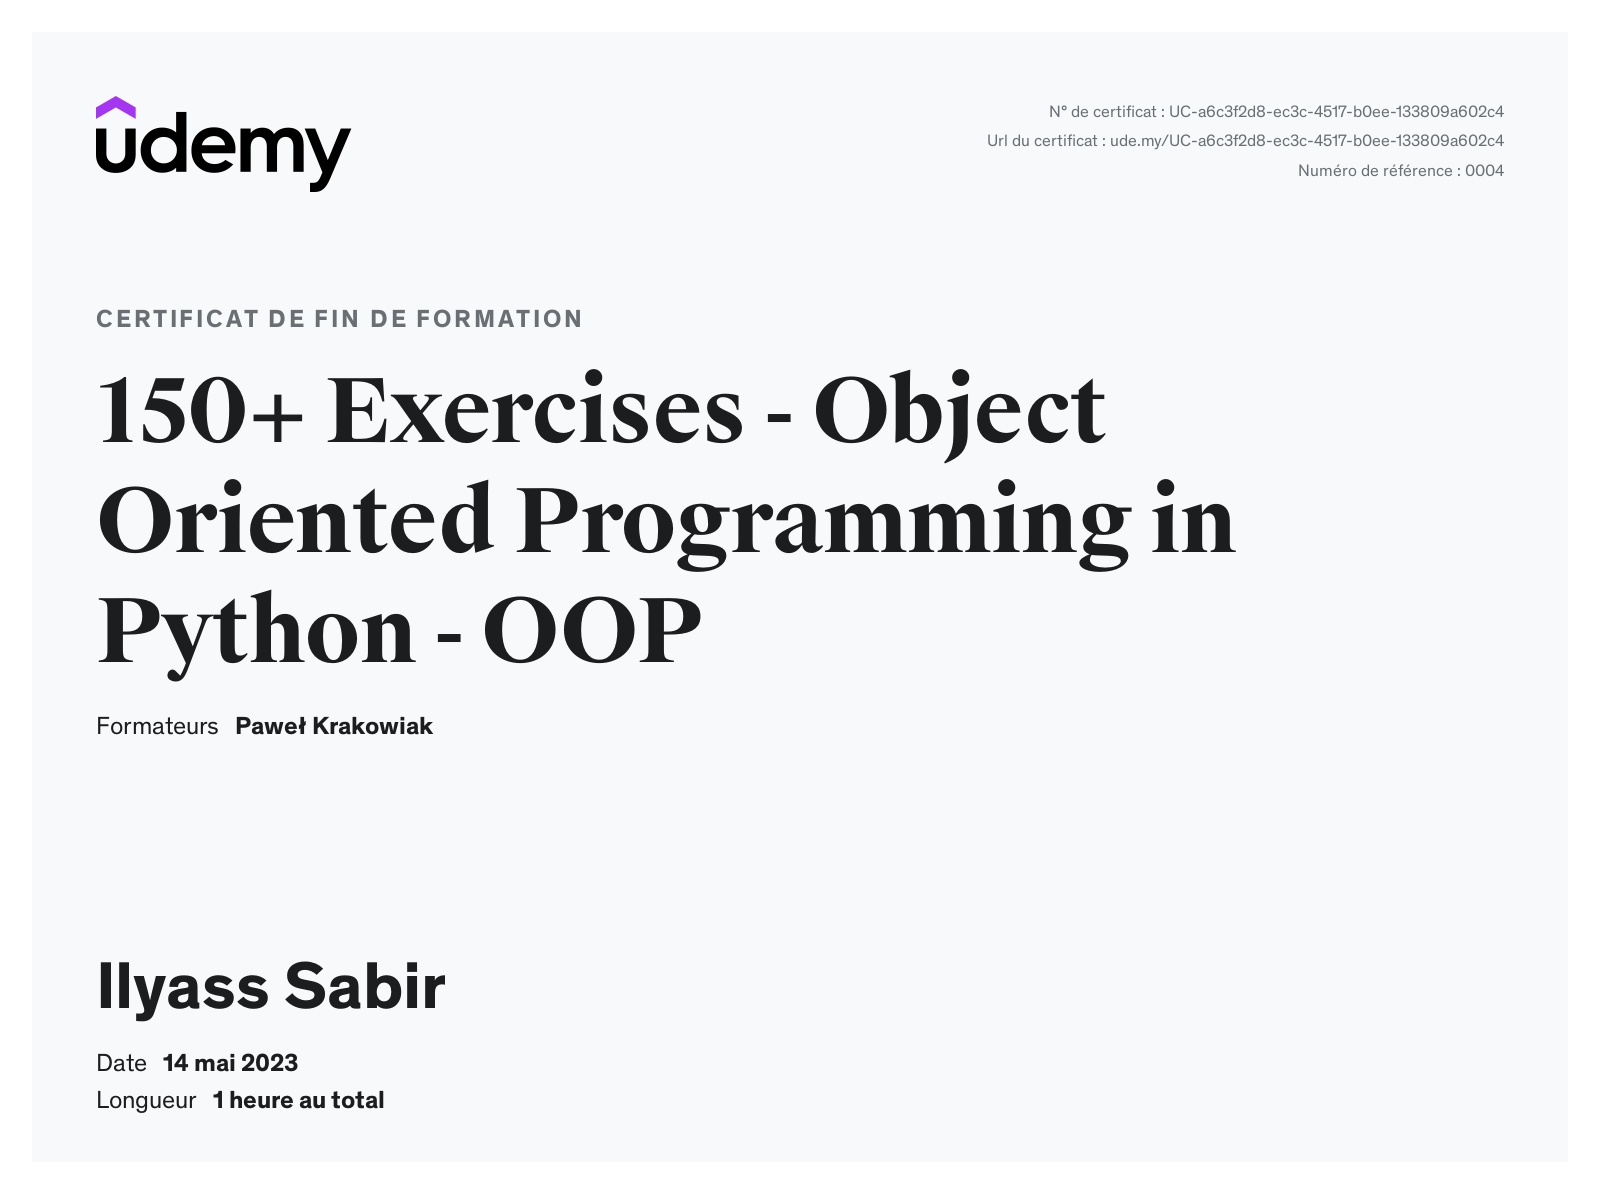 udemy
N° de certificat : UC-a6c3f2d8-ec3c-4517-b0ee-133809a602c4
Url du certificat : ude.my/UC-a6c3f2d8-ec3c-4517-b0ee-133809a602c4
Numéro de référence : 0004
CERTIFICAT DE FIN DE FORMATION
150+ Exercises - Object
Oriented Programming in
Python - OOP
Formateurs Paweł Krakowiak
Ilyass Sabir
Date 14 mai 2023
Longueur 1 heure au total